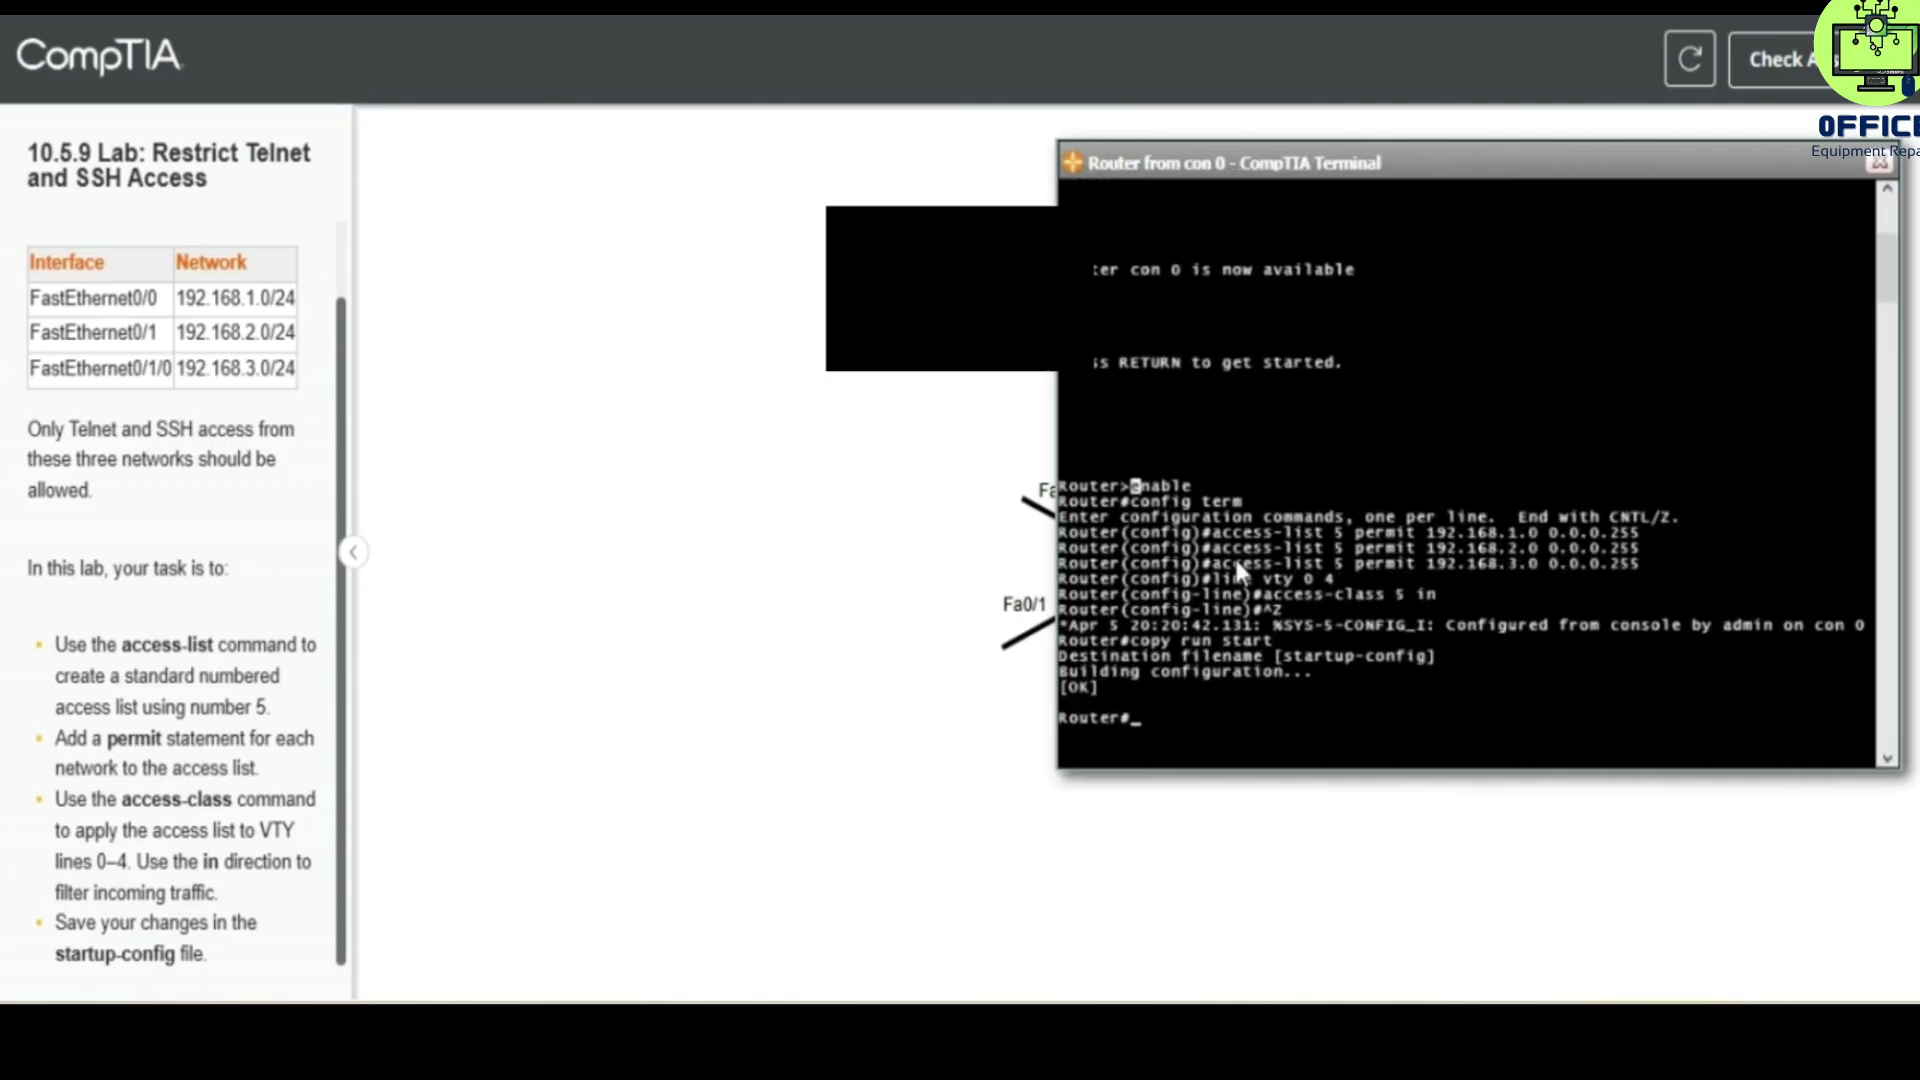 CompTIA
Check A
OFFICE
Equipment Repa
10.5.9 Lab: Restrict Telnet
and SSH Access
Interface Network
FastEthernet0/0 192.168.1.0/24
FastEthernet0/1 192.168.2.0/24
FastEthernet0/1/0 192.168.3.0/24
Only Telnet and SSH access from
these three networks should be
allowed.
In this lab, your task is to:
Use the access-list command to
create a standard numbered
access list using number 5.
Add a permit statement for each
network to the access list.
Use the access-class command
to apply the access list to VTY
lines 0–4. Use the in direction to
filter incoming traffic.
Save your changes in the
startup-config file.
Fa
Fa0/1
Router from con 0 - CompTIA Terminal
ter con 0 is now available
ss RETURN to get started.
Router>enable
Router#config term
Enter configuration commands, one per line. End with CNTL/Z.
Router(config)#access-list 5 permit 192.168.1.0 0.0.0.255
Router(config)#access-list 5 permit 192.168.2.0 0.0.0.255
Router(config)#access-list 5 permit 192.168.3.0 0.0.0.255
Router(config)#line vty 0 4
Router(config-line)#access-class 5 in
Router(config-line)#^Z
*Apr 5 20:20:42.131: %SYS-5-CONFIG_I: Configured from console by admin on con 0
Router#copy run start
Destination filename [startup-config]
Building configuration...
[OK]
Router#_